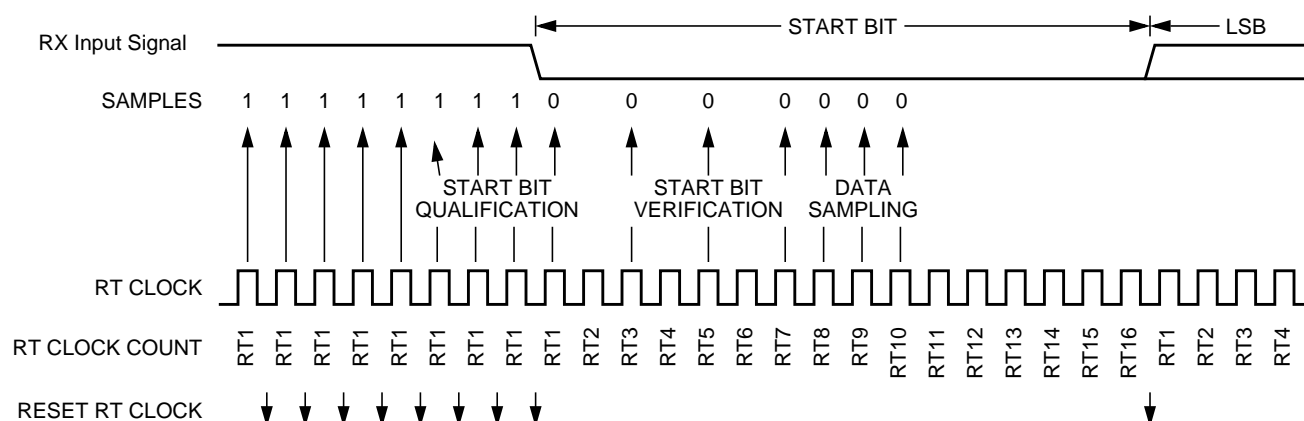 START BIT LSB
RX Input Signal
SAMPLES 1 1 1 1 1 1 1 1 0 0 0 0 0 0 0
START BIT QUALIFICATION
START BIT VERIFICATION
DATA SAMPLING
RT CLOCK
RT CLOCK COUNT RT1 RT1 RT1 RT1 RT1 RT1 RT1 RT1 RT1 RT2 RT3 RT4 RT5 RT6 RT7 RT8 RT9 RT10 RT11 RT12 RT13 RT14 RT15 RT16 RT1 RT2 RT3 RT4
RESET RT CLOCK